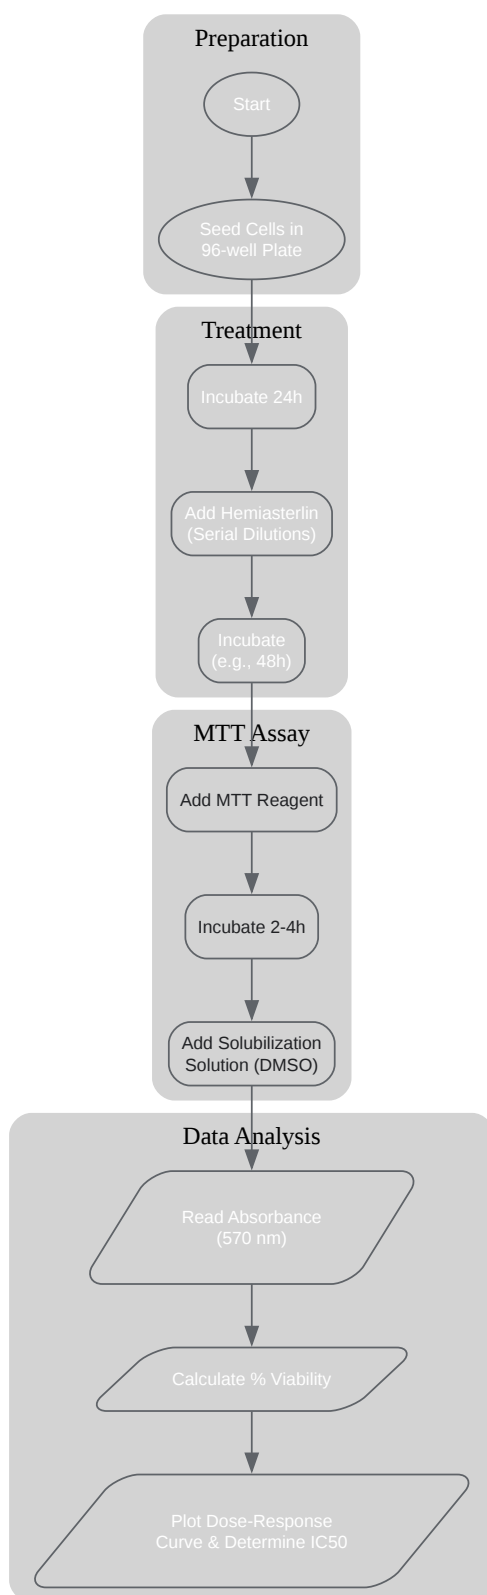 Preparation
Start
Seed Cells in
96-well Plate
Treatment
Incubate 24h
Add Hemiasterlin
(Serial Dilutions)
Incubate
(e.g., 48h)
MTT Assay
Add MTT Reagent
Incubate 2-4h
Add Solubilization
Solution (DMSO)
Data Analysis
Read Absorbance
(570 nm)
Calculate % Viability
Plot Dose-Response
Curve & Determine IC50